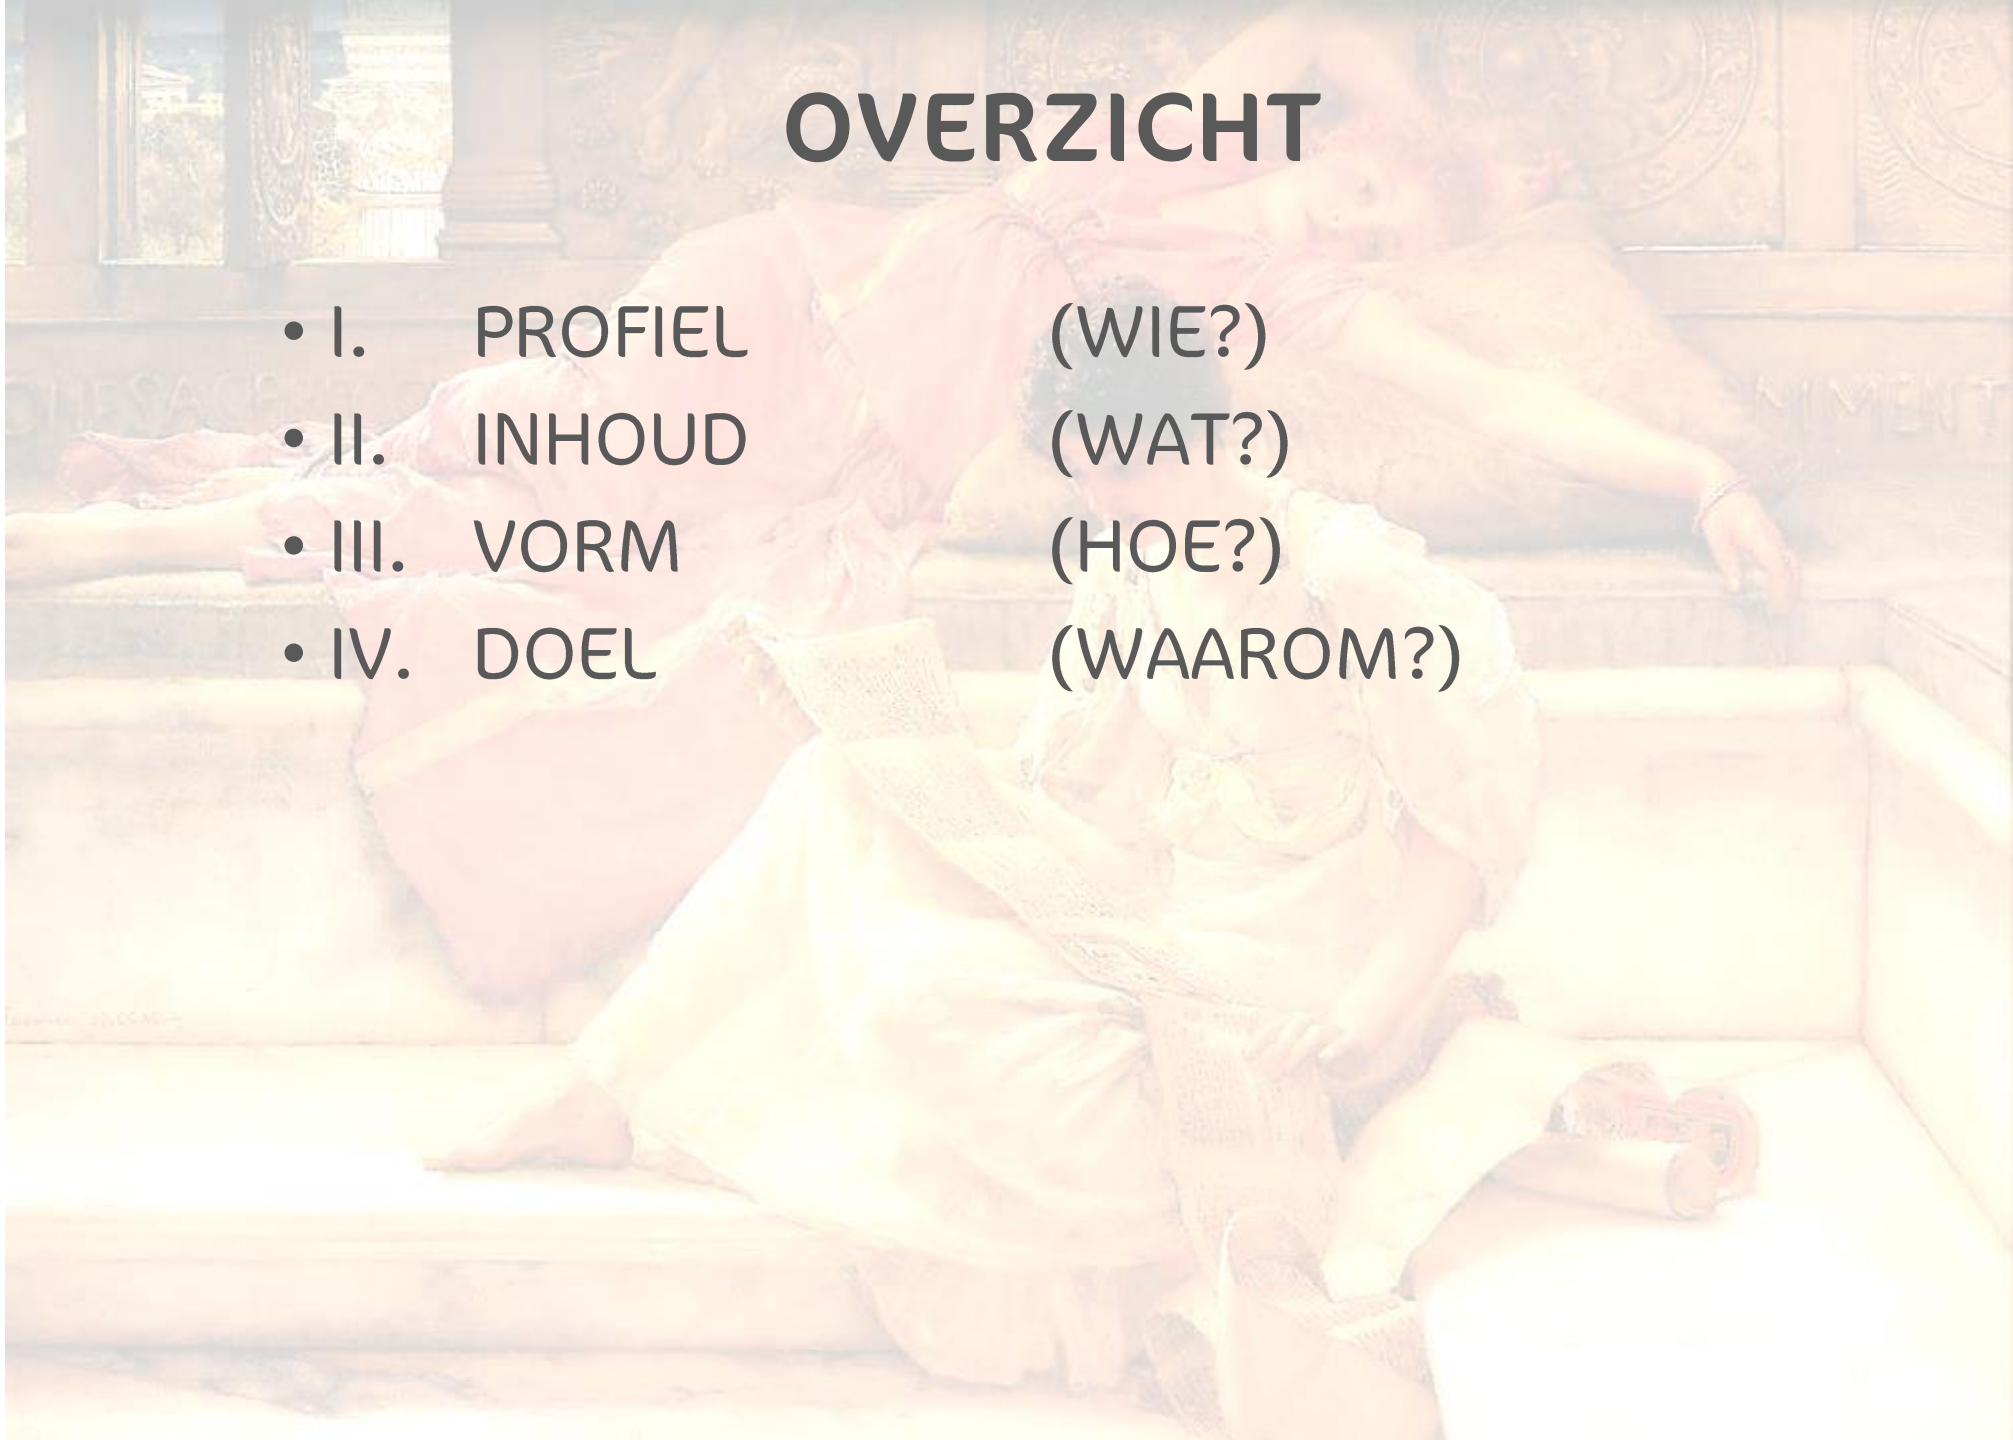 OVERZICHT
• I. PROFIEL (WIE?)
• II. INHOUD (WAT?)
• III. VORM (HOE?)
• IV. DOEL (WAAROM?)